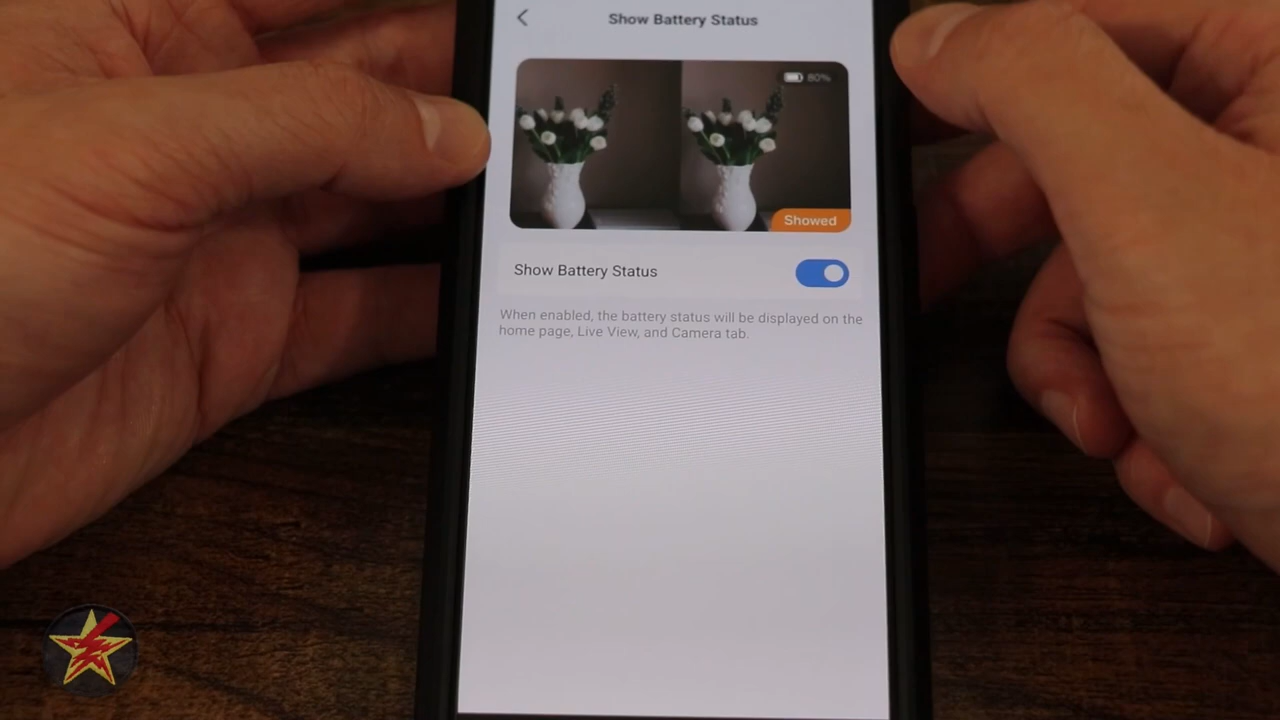 Show Battery Status
80%
Showed
Show Battery Status
When enabled, the battery status will be displayed on the
home page, Live View, and Camera tab.